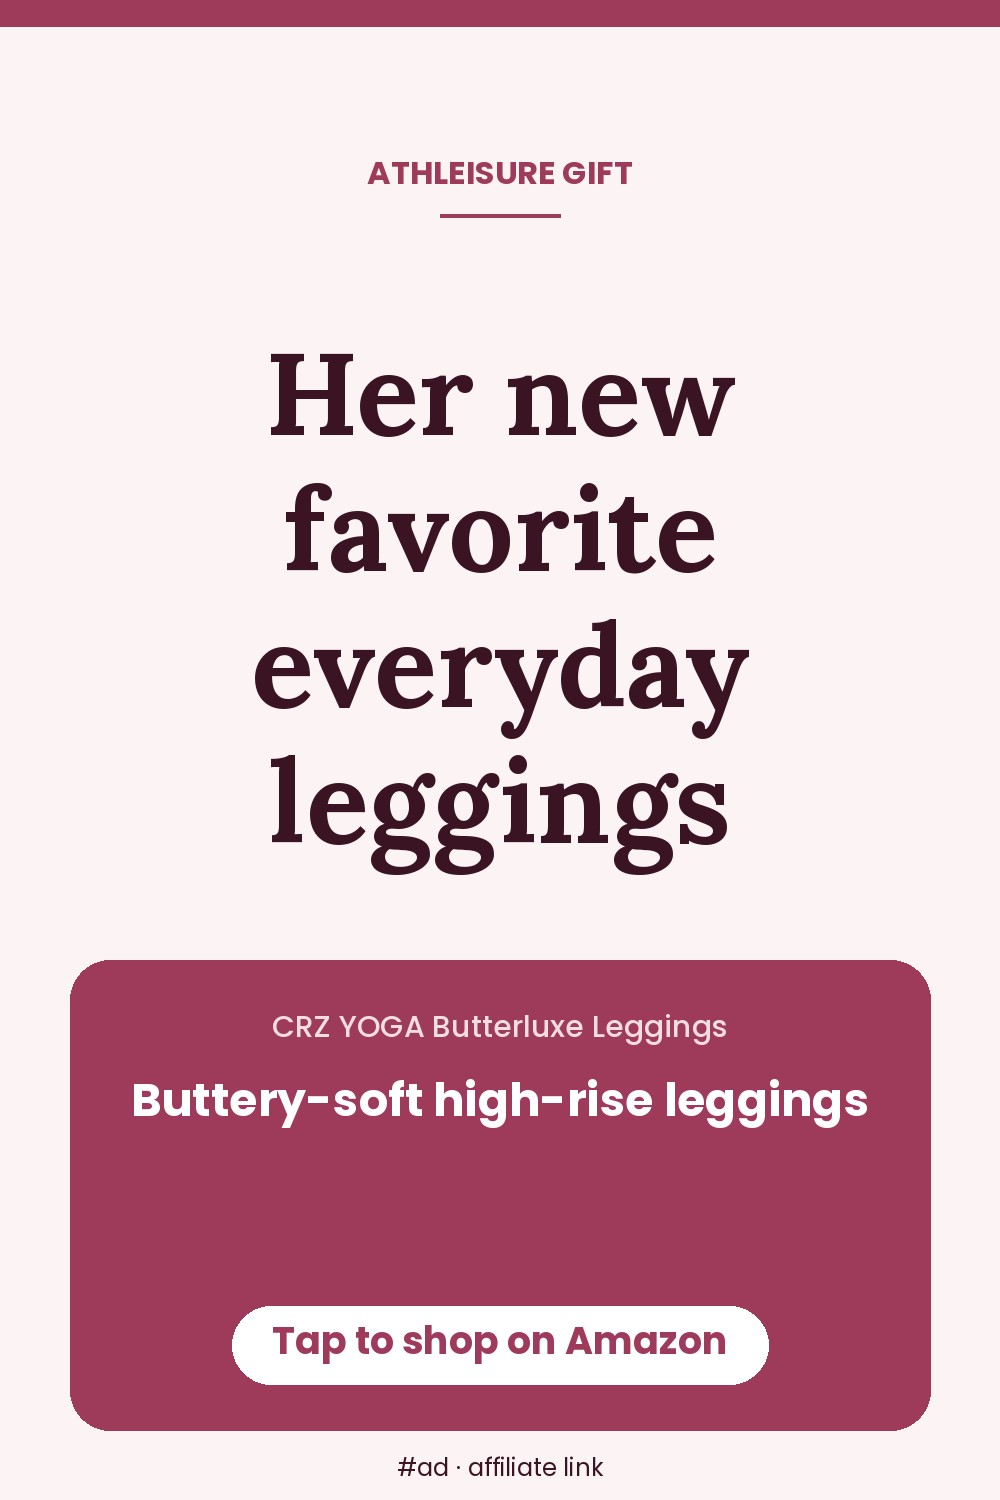 ATHLEISURE GIFT
Her new
favorite
everyday
leggings
CRZ YOGA Butterluxe Leggings
Buttery-soft high-rise leggings
Tap to shop on Amazon
#ad · affiliate link